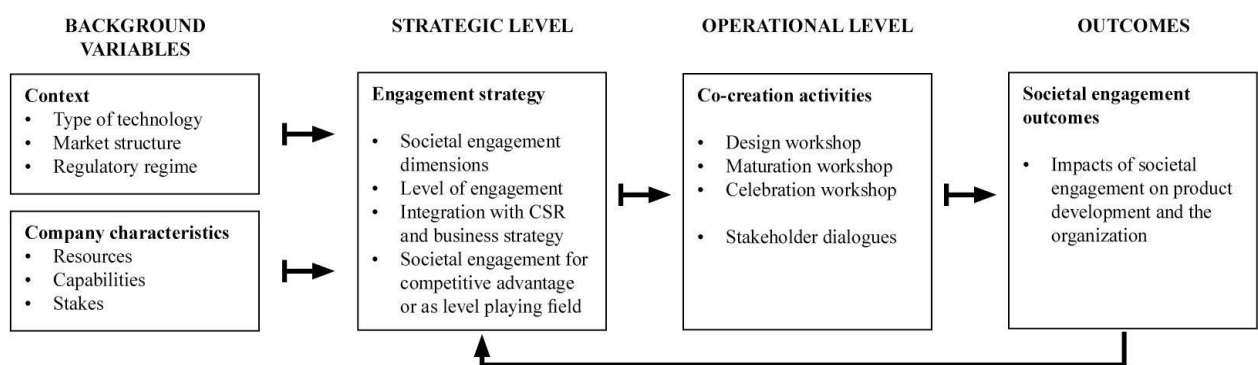 BACKGROUND
VARIABLES
Context
• Type of technology
• Market structure
• Regulatory regime
Company characteristics
• Resources
• Capabilities
• Stakes
STRATEGIC LEVEL
Engagement strategy
• Societal engagement
dimensions
• Level of engagement
• Integration with CSR
and business strategy
• Societal engagement for
competitive advantage
or as level playing field
OPERATIONAL LEVEL
Co-creation activities
• Design workshop
• Maturation workshop
• Celebration workshop
• Stakeholder dialogues
OUTCOMES
Societal engagement
outcomes
• Impacts of societal
engagement on product
development and the
organization